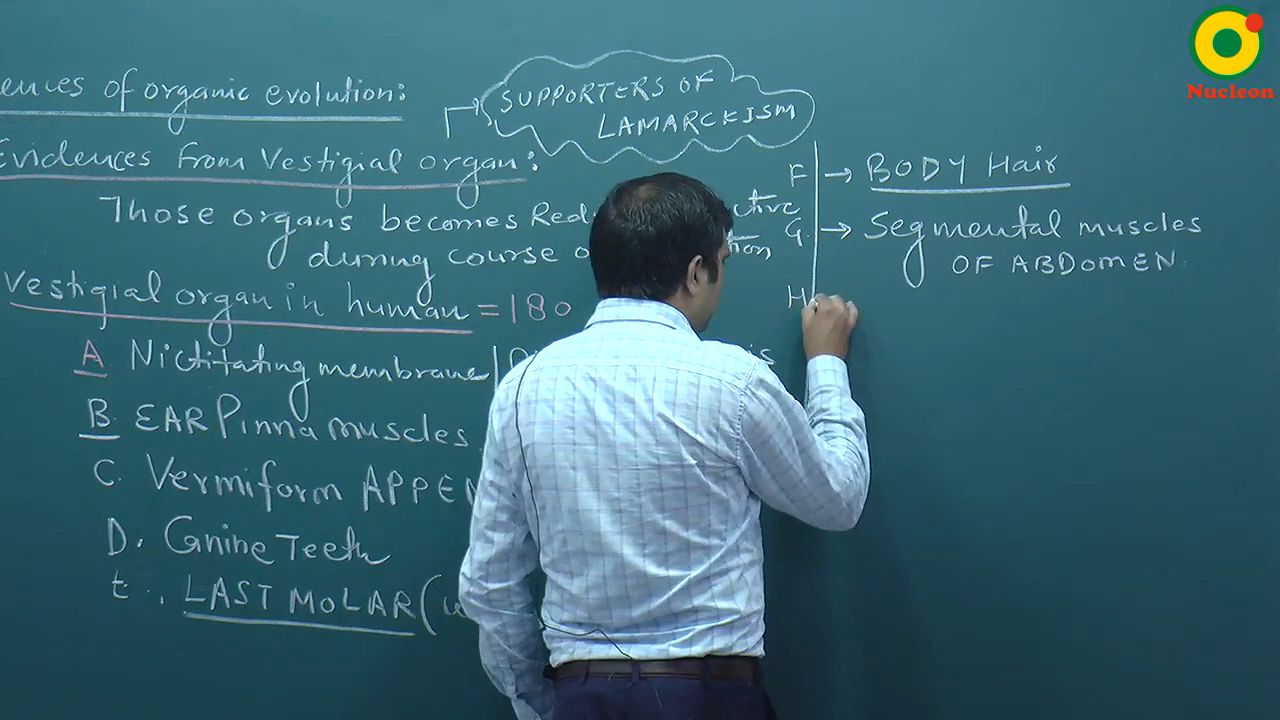 ences of organic evolution:
SUPPORTERS OF
LAMARCKISM
Evidences From Vestigial organ:
Those organs becomes Red ctive
during course o tion
Vestigial organ in human = 180
A Nictitating membrane
B. EAR Pinna muscles
C. Vermiform APPEN
D. Canine Teeth
E. LAST MOLAR (
F → BODY Hair
G. → Segmental muscles
OF ABDOMEN
H
Nucleon